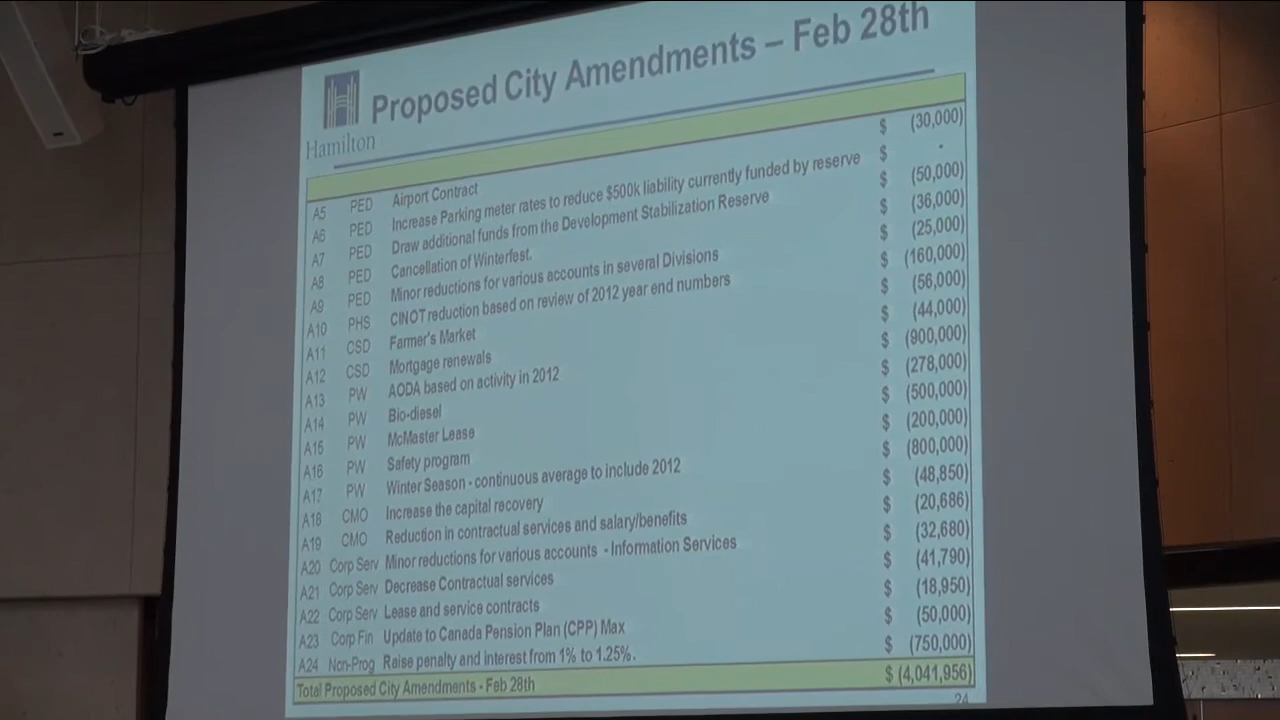 Proposed City Amendments – Feb 28th
Hamilton
A5 PED Airport Contract $ (30,000)
A6 PED Increase Parking meter rates to reduce $500k liability currently funded by reserve $ -
A7 PED Draw additional funds from the Development Stabilization Reserve $ (50,000)
A8 PED Cancellation of Winterfest. $ (36,000)
A9 PED Minor reductions for various accounts in several Divisions $ (25,000)
A10 PHS CINOT reduction based on review of 2012 year end numbers $ (160,000)
A11 CSD Farmer's Market $ (56,000)
A12 CSD Mortgage renewals $ (44,000)
A13 PW AODA based on activity in 2012 $ (900,000)
A14 PW Bio-diesel $ (278,000)
A15 PW McMaster Lease $ (500,000)
A16 PW Safety program $ (200,000)
A17 PW Winter Season - continuous average to include 2012 $ (800,000)
A18 CMO Increase the capital recovery $ (48,850)
A19 CMO Reduction in contractual services and salary/benefits $ (20,686)
A20 Corp Serv Minor reductions for various accounts - Information Services $ (32,680)
A21 Corp Serv Decrease Contractual services $ (41,790)
A22 Corp Serv Lease and service contracts $ (18,950)
A23 Corp Fin Update to Canada Pension Plan (CPP) Max $ (50,000)
A24 Non-Prog Raise penalty and interest from 1% to 1.25%. $ (750,000)
Total Proposed City Amendments - Feb 28th $ (4,041,956)
24